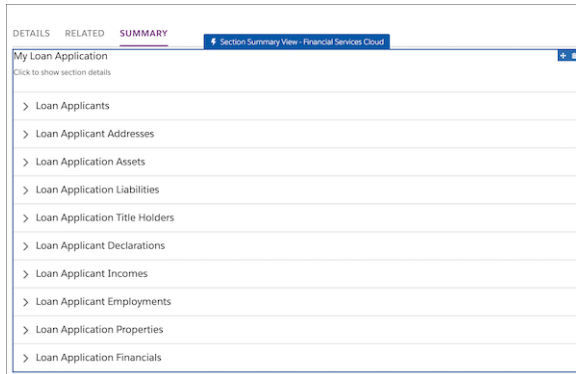 DETAILS RELATED SUMMARY
Section Summary View - Financial Services Cloud
My Loan Application
Click to show section details
Loan Applicants
Loan Applicant Addresses
Loan Application Assets
Loan Application Liabilities
Loan Application Title Holders
Loan Applicant Declarations
Loan Applicant Incomes
Loan Applicant Employments
Loan Application Properties
Loan Application Financials